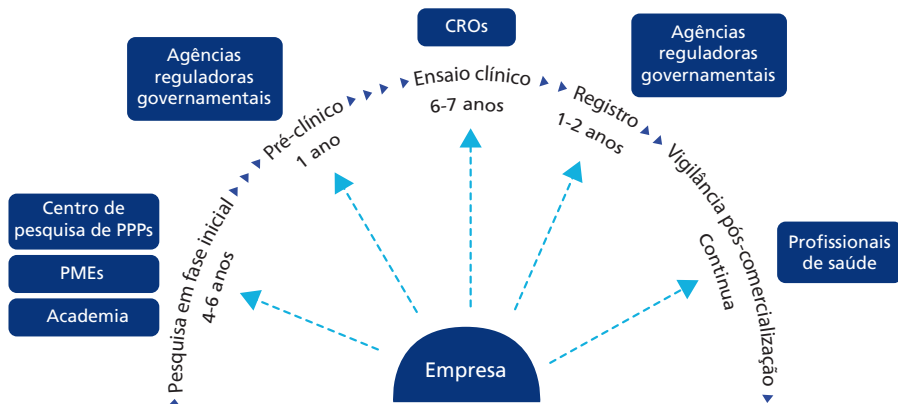 CROs
Agências
reguladoras
governamentais
Agências
reguladoras
governamentais
Centro de
pesquisa de PPPs
PMEs
Academia
Pesquisa em fase inicial
4-6 anos
Pré-clínico
1 ano
Ensaio clínico
6-7 anos
Registro
1-2 anos
Vigilância pós-comercialização
Continua
Profissionais
de saúde
Empresa